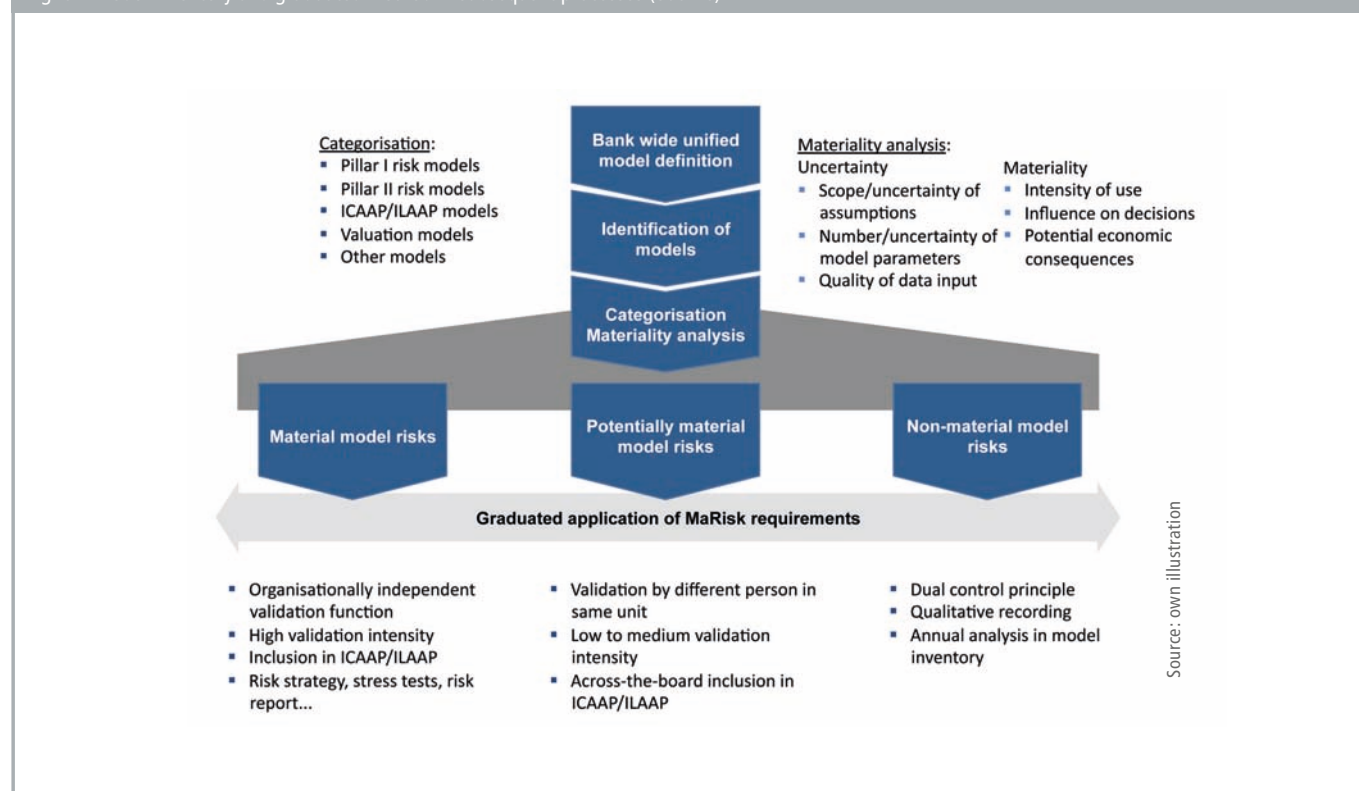 Categorisation:
▪ Pillar I risk models
▪ Pillar II risk models
▪ ICAAP/ILAAP models
▪ Valuation models
▪ Other models
Bank wide unified
model definition
Identification of
models
Categorisation
Materiality analysis
Materiality analysis:
Uncertainty
▪ Scope/uncertainty of
assumptions
▪ Number/uncertainty of
model parameters
▪ Quality of data input
Materiality
▪ Intensity of use
▪ Influence on decisions
▪ Potential economic
consequences
Material model risks
Potentially material
model risks
Non-material model
risks
Graduated application of MaRisk requirements
▪ Organisationally independent
validation function
▪ High validation intensity
▪ Inclusion in ICAAP/ILAAP
▪ Risk strategy, stress tests, risk
report...
▪ Validation by different person in
same unit
▪ Low to medium validation
intensity
▪ Across-the-board inclusion in
ICAAP/ILAAP
▪ Dual control principle
▪ Qualitative recording
▪ Annual analysis in model
inventory
Source: own illustration